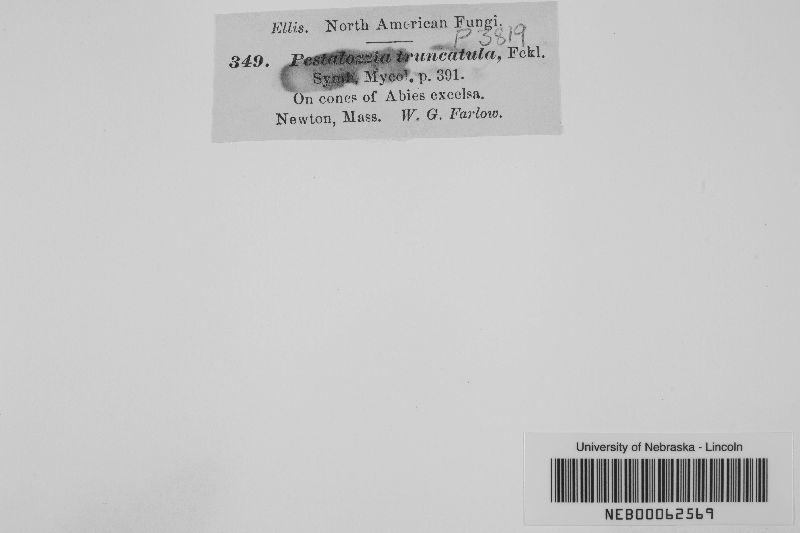 Ellis. North American Fungi.
P 3819
349. Pestalozzia truncatula, Fckl.
Symb. Mycol. p. 391.
On cones of Abies excelsa.
Newton, Mass. W. G. Farlow.
University of Nebraska - Lincoln
NEB00062569